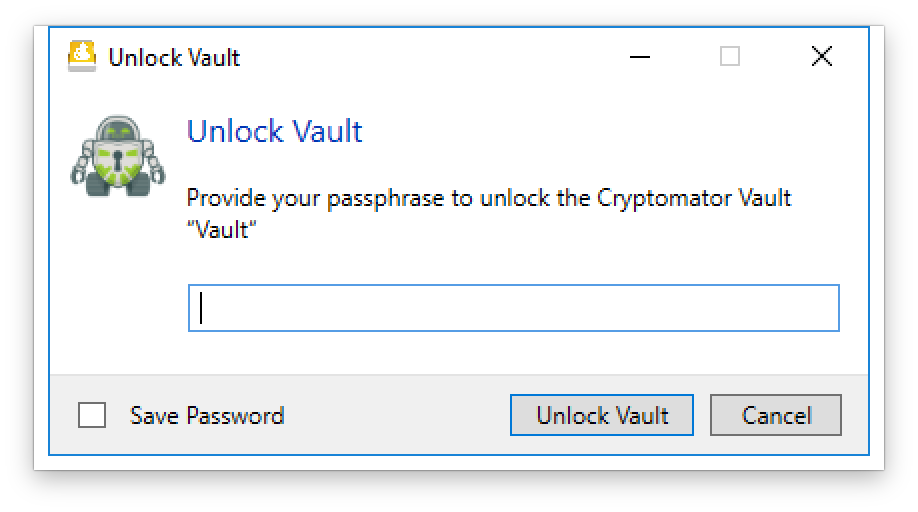 Unlock Vault
Unlock Vault
Provide your passphrase to unlock the Cryptomator Vault
“Vault“
Save Password
Unlock Vault
Cancel